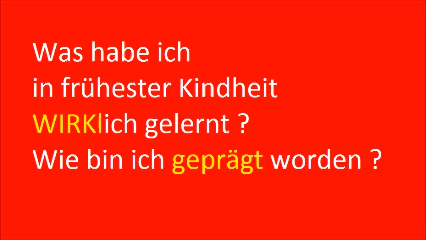 Was habe ich
in frühester Kindheit
WIRKlich gelernt ?
Wie bin ich geprägt worden ?